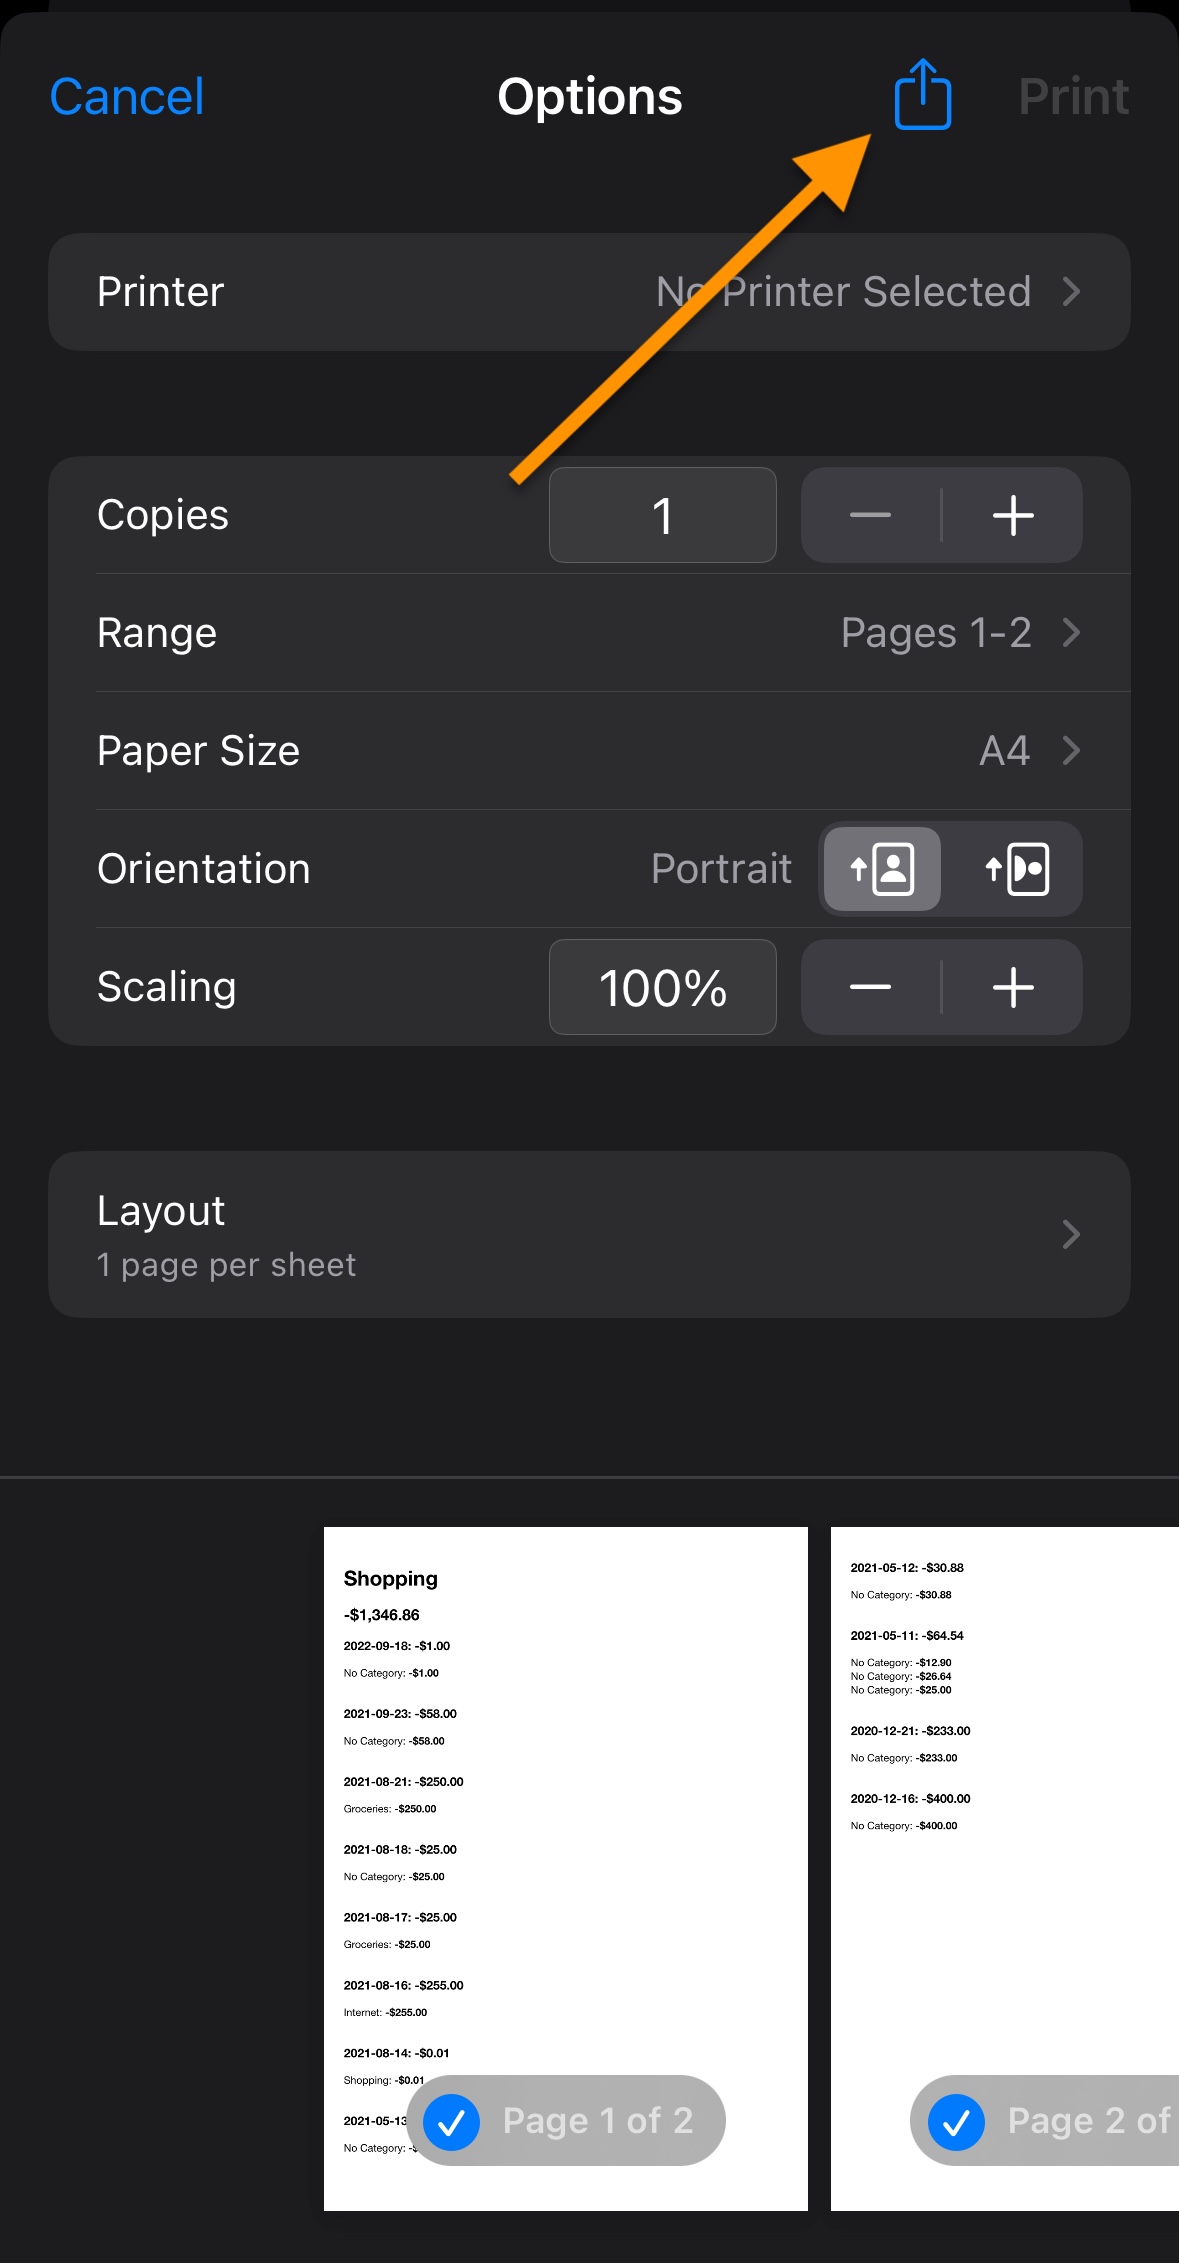 Cancel Options Print
Printer No Printer Selected
Copies 1
Range Pages 1-2
Paper Size A4
Orientation Portrait
Scaling 100%
Layout
1 page per sheet
Shopping
-$1,346.86
2022-09-18: -$1.00
No Category: -$1.00
2021-09-23: -$58.00
No Category: -$58.00
2021-08-21: -$250.00
Groceries: -$250.00
2021-08-18: -$25.00
No Category: -$25.00
2021-08-17: -$25.00
Groceries: -$25.00
2021-08-16: -$255.00
Internet: -$255.00
2021-08-14: -$0.01
Shopping: -$0.01
2021-05-13
No Category: -$
Page 1 of 2
2021-05-12: -$30.88
No Category: -$30.88
2021-05-11: -$64.54
No Category: -$12.90
No Category: -$26.64
No Category: -$25.00
2020-12-21: -$233.00
No Category: -$233.00
2020-12-16: -$400.00
No Category: -$400.00
Page 2 of